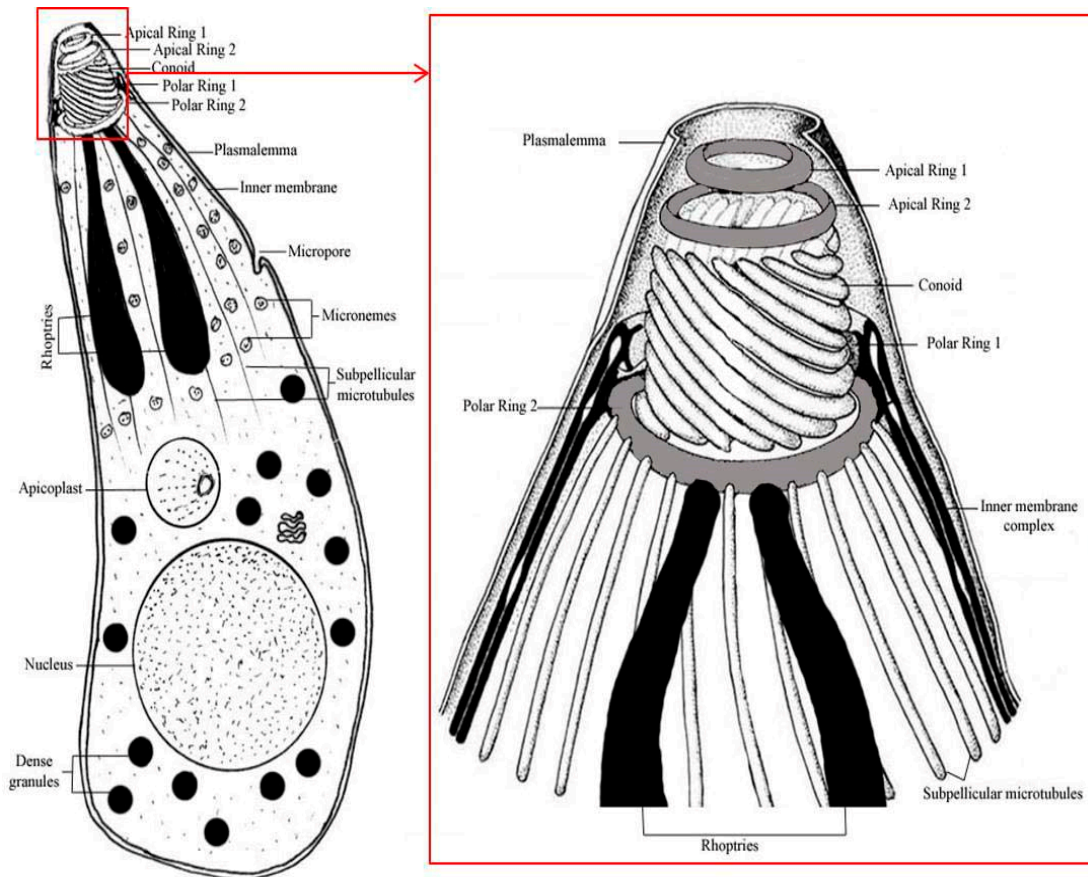 Apical Ring 1
Apical Ring 2
Conoid
Polar Ring 1
Polar Ring 2
Plasmalemma
Inner membrane
Micropore
Micronemes
Rhoptries
Subpellicular
microtubules
Apicoplast
Nucleus
Dense
granules
Plasmalemma
Apical Ring 1
Apical Ring 2
Conoid
Polar Ring 1
Polar Ring 2
Inner membrane
complex
Subpellicular microtubules
Rhoptries